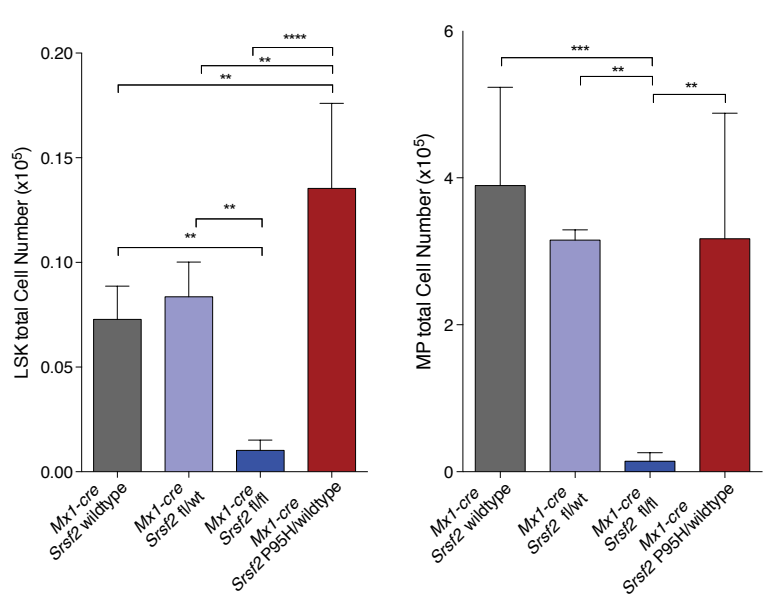 0.20
0.15
0.10
0.05
0.00
LSK total Cell Number (x10⁵)
****
**
**
**
**
Mx1-cre
Srsf2 wildtype
Mx1-cre
Srsf2 fl/wt
Mx1-cre
Srsf2 fl/fl
Mx1-cre
Srsf2 P95H/wildtype
6
4
2
0
MP total Cell Number (x10⁵)
***
**
**
Mx1-cre
Srsf2 wildtype
Mx1-cre
Srsf2 fl/wt
Mx1-cre
Srsf2 fl/fl
Mx1-cre
Srsf2 P95H/wildtype